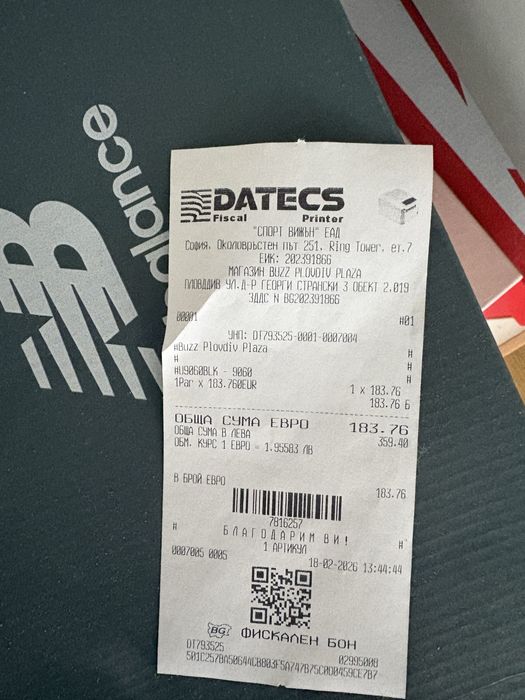 balance
DATECS
Fiscal Printer
"СПОРТ ВИЖЪН" ЕАД
София, Околовръстен път 251, Ring Tower, ет.7
ЕИК: 202391866
МАГАЗИН BUZZ PLOVDIV PLAZA
ПЛОВДИВ УЛ.Д-Р ГЕОРГИ СТРАНСКИ 3 ОБЕКТ 2.019
ЗДДС N BG202391866
00001 #01
УНП: DT793525-0001-0007004
#Buzz Plovdiv Plaza #
# #
#U9060BLK - 9060 #
1Par x 183.760EUR 1 x 183.76
183.76 Б
ОБЩА СУМА ЕВРО 183.76
ОБЩА СУМА В ЛЕВА 359.40
ОБМ. КУРС 1 ЕВРО = 1.95583 ЛВ
В БРОЙ ЕВРО 183.76
7816257
# БЛАГОДАРИМ ВИ! #
1 АРТИКУЛ
0007005 0005 18-02-2026 13:44:44
BG ФИСКАЛЕН БОН
DT793525 02995008